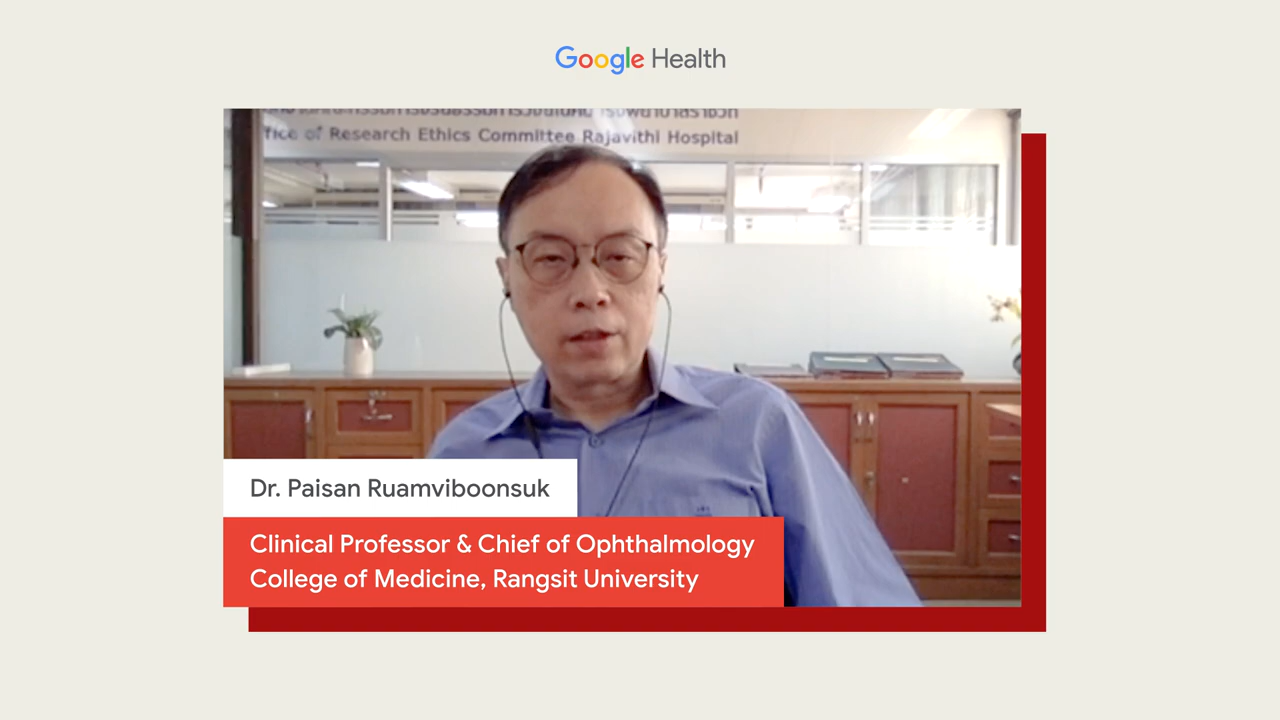 Google Health
Office of Research Ethics Committee Rajavithi Hospital
Dr. Paisan Ruamviboonsuk
Clinical Professor & Chief of Ophthalmology
College of Medicine, Rangsit University